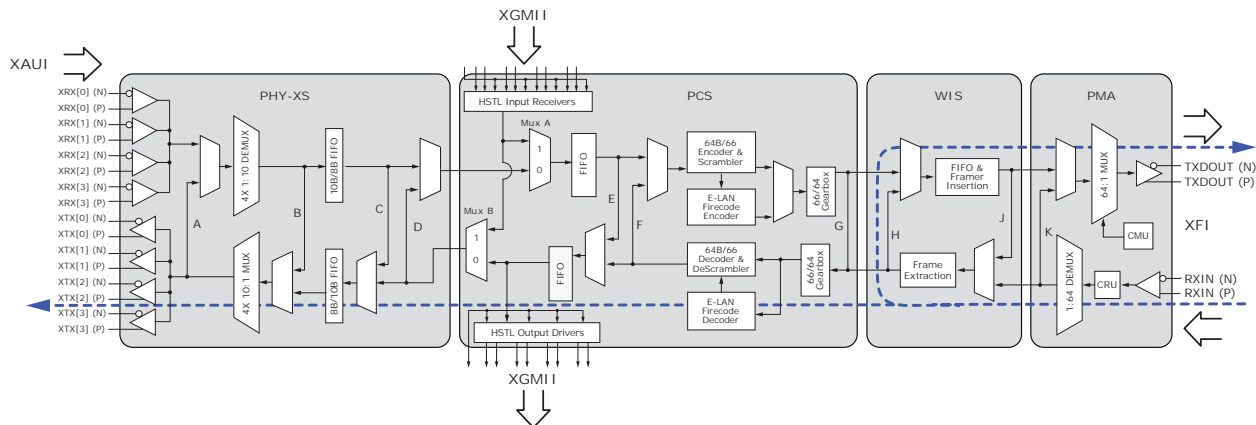 XGMII
XAUI
PHY-XS
PCS
WIS
PMA
XRX[0] (N)
XRX[0] (P)
XRX[1] (N)
XRX[1] (P)
XRX[2] (N)
XRX[2] (P)
XRX[3] (N)
XRX[3] (P)
XTX[0] (N)
XTX[0] (P)
XTX[1] (N)
XTX[1] (P)
XTX[2] (N)
XTX[2] (P)
XTX[3] (N)
XTX[3] (P)
A
4X 1:10 DEMUX
4X 10:1 MUX
B
10B/8B FIFO
8B/10B FIFO
C
D
HSTL Input Receivers
Mux A
1
0
FIFO
Mux B
1
0
FIFO
E
F
64B/66
Encoder &
Scrambler
E-LAN
Firecode
Encoder
66/64
Gearbox
64B/66
Decoder &
DeScrambler
E-LAN
Firecode
Decoder
66/64
Gearbox
G
HSTL Output Drivers
XGMII
H
FIFO &
Framer
Insertion
Frame
Extraction
J
K
64:1 MUX
CMU
1:64 DEMUX
CRU
TXDOUT (N)
TXDOUT (P)
XFI
RXIN (N)
RXIN (P)